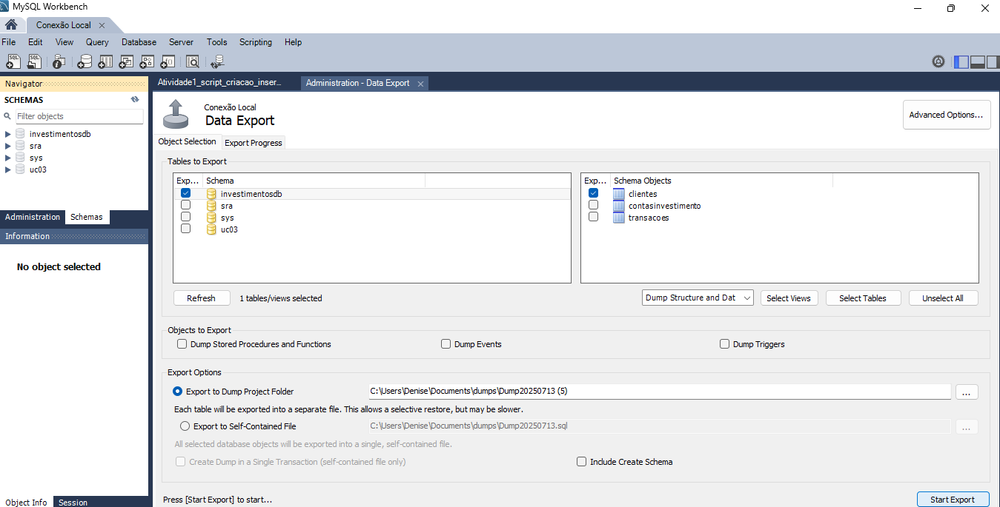 MySQL Workbench
Conexão Local
File Edit View Query Database Server Tools Scripting Help
Navigator
SCHEMAS
Filter objects
investimentosdb
sra
sys
uc03
Administration Schemas
Information
No object selected
Object Info Session
Atividade1_script_criacao_inser... Administration - Data Export
Conexão Local
Data Export
Advanced Options...
Object Selection Export Progress
Tables to Export
Exp... Schema
investimentosdb
sra
sys
uc03
Exp... Schema Objects
clientes
contasinvestimento
transacoes
Refresh 1 tables/views selected Dump Structure and Dat Select Views Select Tables Unselect All
Objects to Export
Dump Stored Procedures and Functions Dump Events Dump Triggers
Export Options
Export to Dump Project Folder C:\Users\Denise\Documents\dumps\Dump20250713 (5) ...
Each table will be exported into a separate file. This allows a selective restore, but may be slower.
Export to Self-Contained File C:\Users\Denise\Documents\dumps\Dump20250713.sql ...
All selected database objects will be exported into a single, self-contained file.
Create Dump in a Single Transaction (self-contained file only) Include Create Schema
Press [Start Export] to start... Start Export